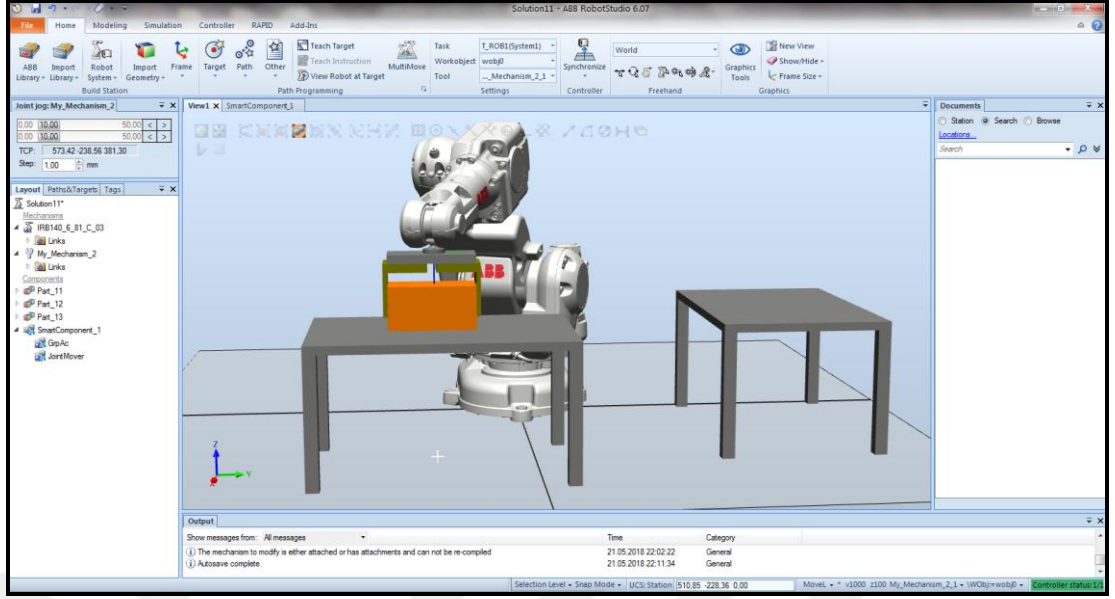 Solution11 - ABB RobotStudio 6.07
File Home Modeling Simulation Controller RAPID Add-Ins
ABB Library
Import Library
Robot System
Import Geometry
Frame
Build Station
Target
Path
Other
Teach Target
Teach Instruction
View Robot at Target
MultiMove
Path Programming
Task T_ROB1(System1)
Workobject wobj0
Tool ..._Mechanism_2_1
Settings
Synchronize
Controller
World
Freehand
Graphics Tools
New View
Show/Hide
Frame Size
Graphics
Joint jog: My_Mechanism_2
0,00 10,00 50,00 < >
0,00 10,00 50,00 < >
TCP: 573.42 -238.56 381.30
Step: 1,00 mm
Layout Paths&Targets Tags
Solution11*
Mechanisms
IRB140_6_81_C_03
Links
My_Mechanism_2
Links
Components
Part_11
Part_12
Part_13
SmartComponent_1
GrpAc
JointMover
View1 SmartComponent_1
ABB
ABB
Z
Y
X
Documents
Station Search Browse
Locations...
Search
Output
Show messages from: All messages Time Category
The mechanism to modify is either attached or has attachments and can not be re-compiled 21.05.2018 22:02:22 General
Autosave complete. 21.05.2018 22:11:34 General
Selection Level Snap Mode UCS: Station 510.85 -228.36 0.00 MoveL * v1000 z100 My_Mechanism_2_1 \WObj:=wobj0 Controller status: 1/1